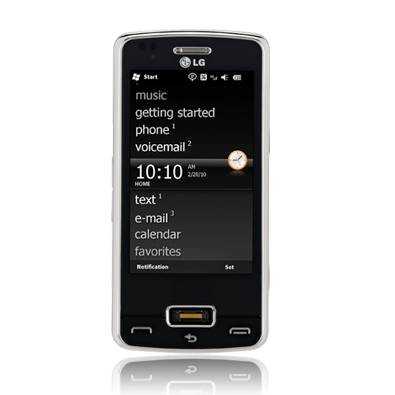 LG
Start
music
getting started
phone 1
voicemail 2
10:10 AM
2/20/10
HOME
text 1
e-mail 3
calendar
favorites
Notification Set